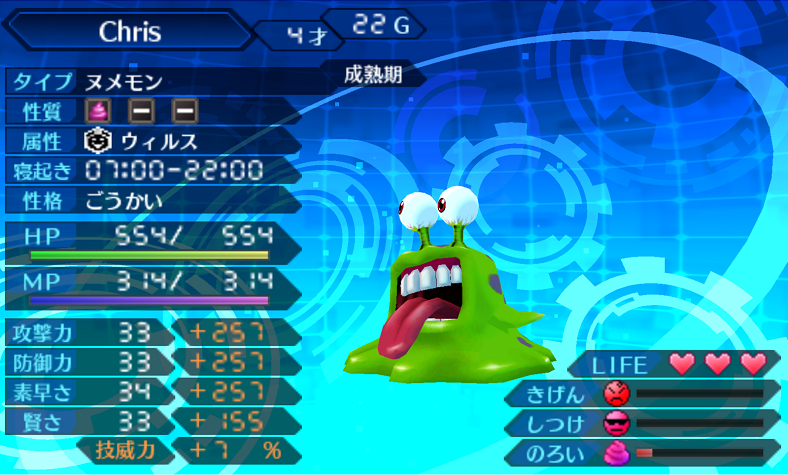 Chris
4才
22G
成熟期
タイプ ヌメモン
性質
属性 ウィルス
寝起き 07:00-22:00
性格 ごうかい
HP 554/ 554
MP 314/ 314
攻撃力 33 +257
防御力 33 +257
素早さ 34 +257
賢さ 33 +155
技威力 +7 %
LIFE
きげん
しつけ
のろい